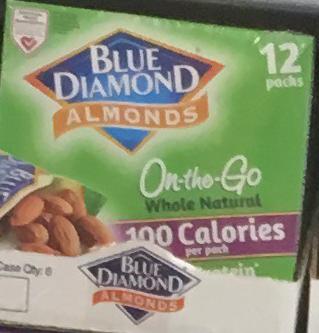 BLUE
DIAMOND
ALMONDS
12
packs
On-the-Go
Whole Natural
100 Calories
per pack
Case Qty: 6
BLUE
DIAMOND
ALMONDS